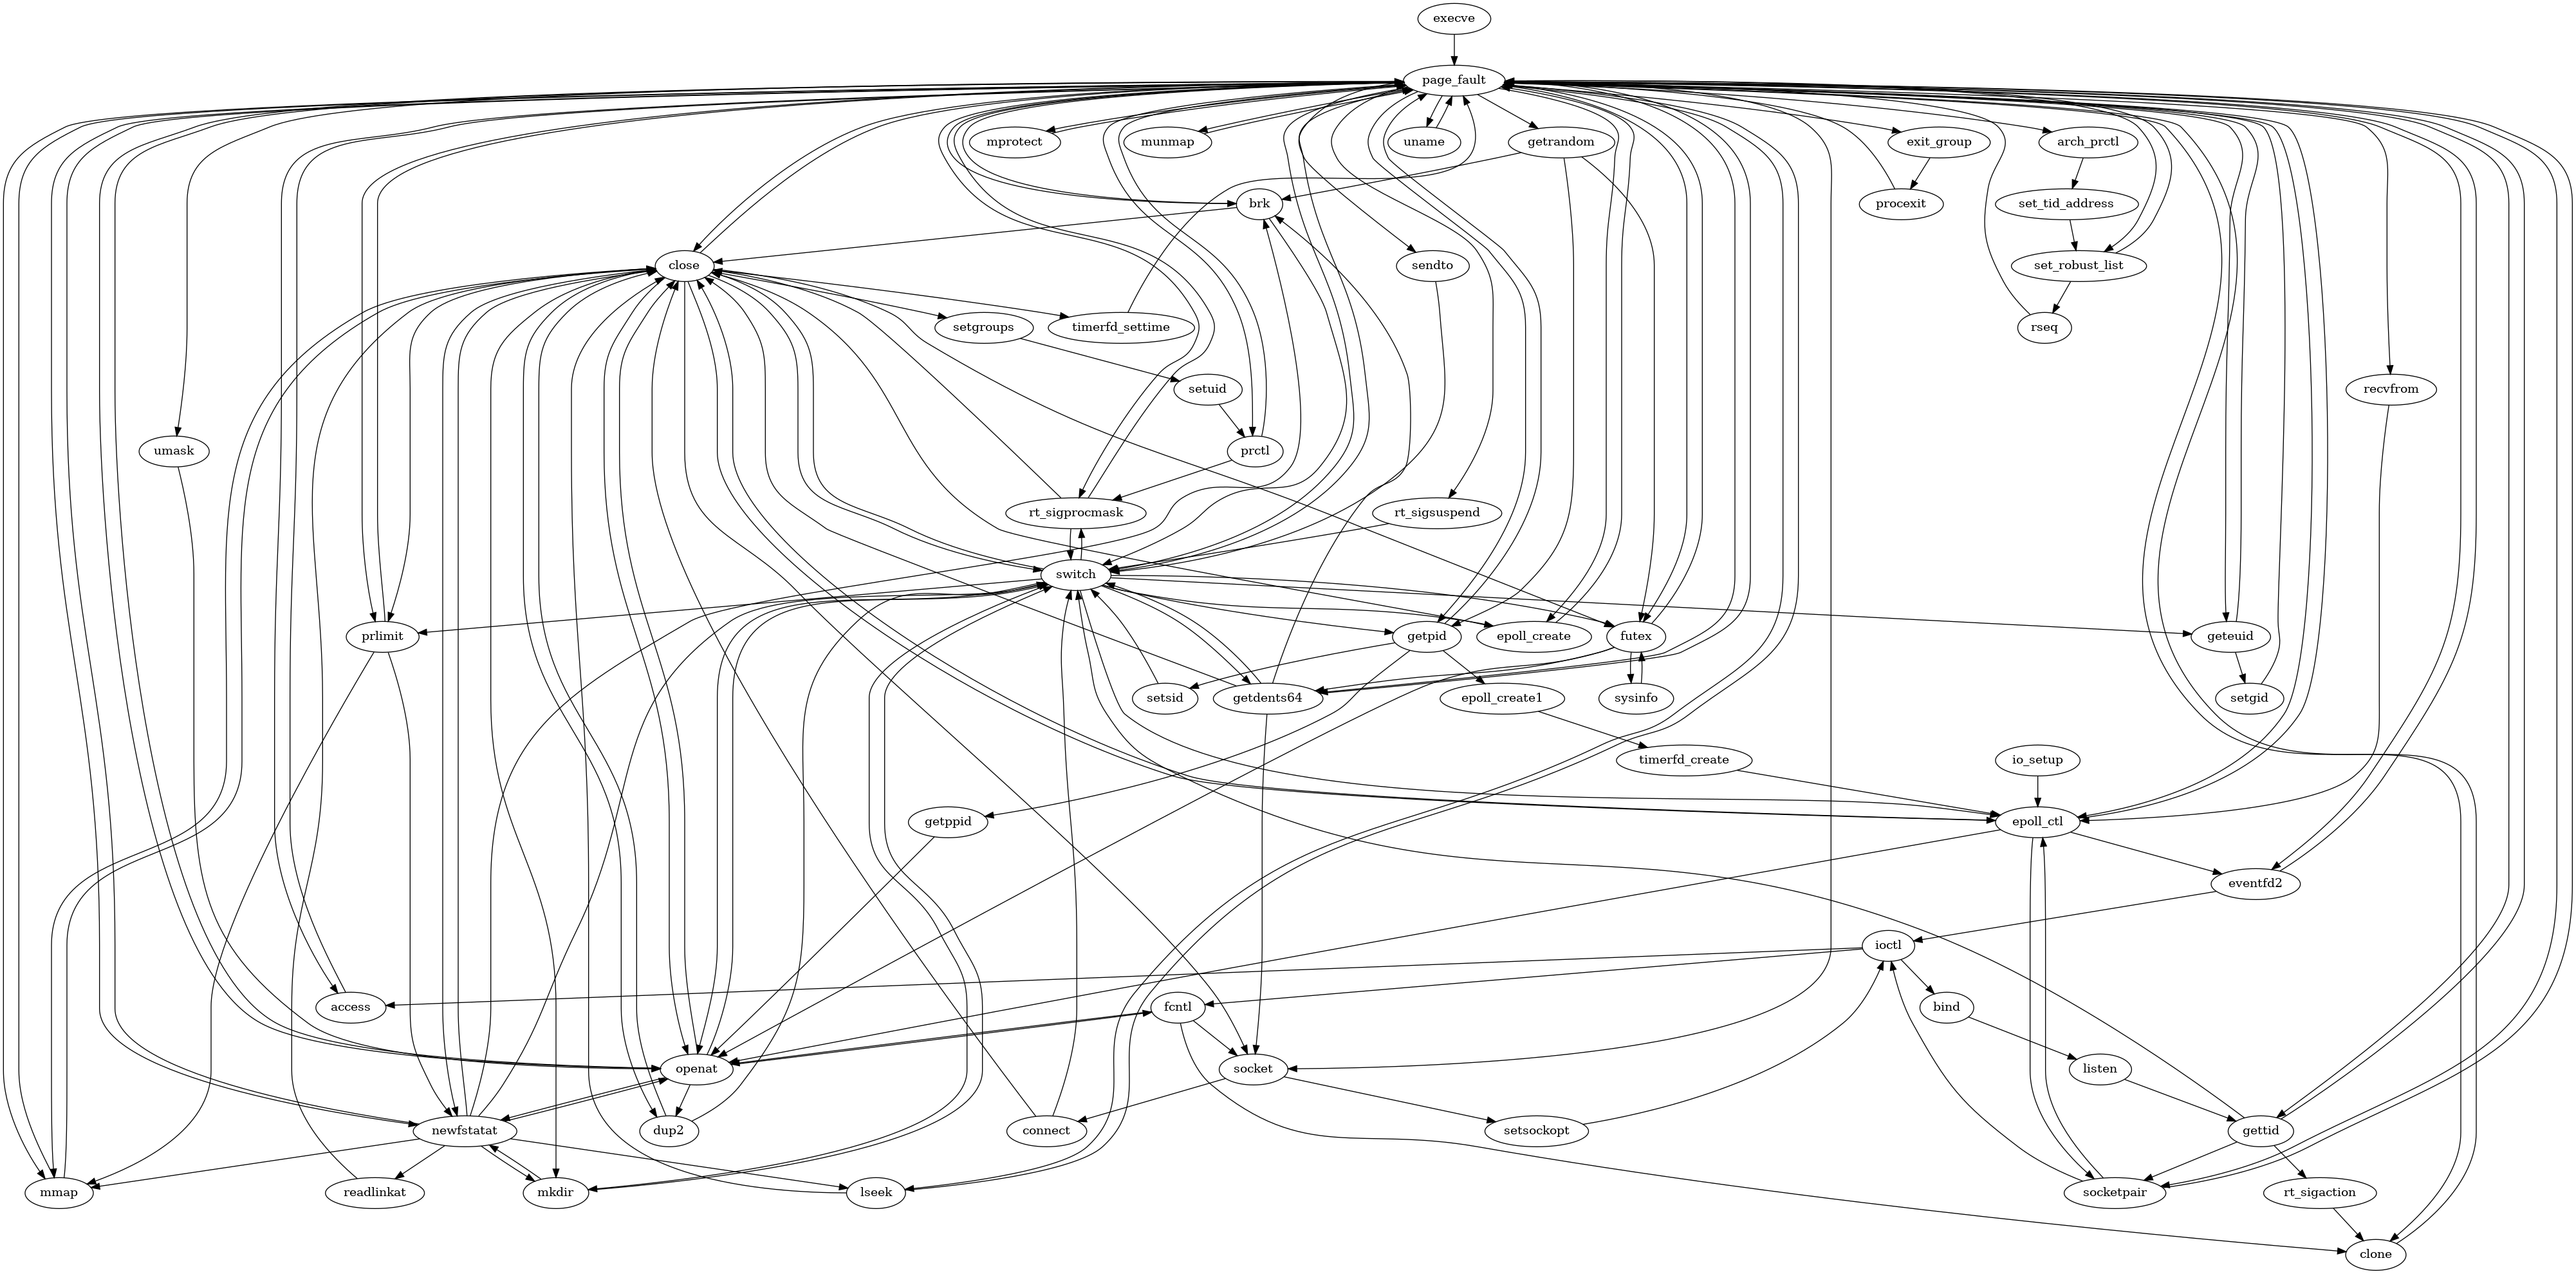 execve
page_fault
mprotect
munmap
uname
getrandom
exit_group
arch_prctl
brk
procexit
set_tid_address
close
sendto
set_robust_list
setgroups
timerfd_settime
rseq
setuid
recvfrom
umask
prctl
rt_sigprocmask
rt_sigsuspend
switch
prlimit
getpid
epoll_create
futex
geteuid
setsid
getdents64
epoll_create1
sysinfo
setgid
timerfd_create
io_setup
getppid
epoll_ctl
eventfd2
ioctl
access
fcntl
bind
openat
socket
listen
newfstatat
dup2
connect
setsockopt
gettid
mmap
readlinkat
mkdir
lseek
socketpair
rt_sigaction
clone